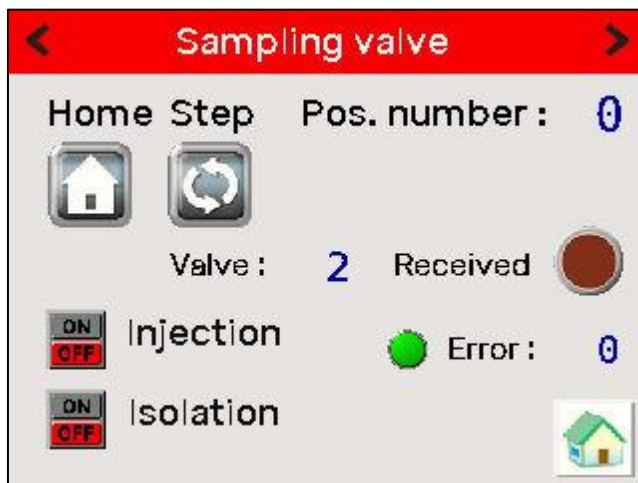 < Sampling valve >
Home Step Pos. number : 0
Valve : 2 Received
ON
OFF Injection
Error : 0
ON
OFF Isolation